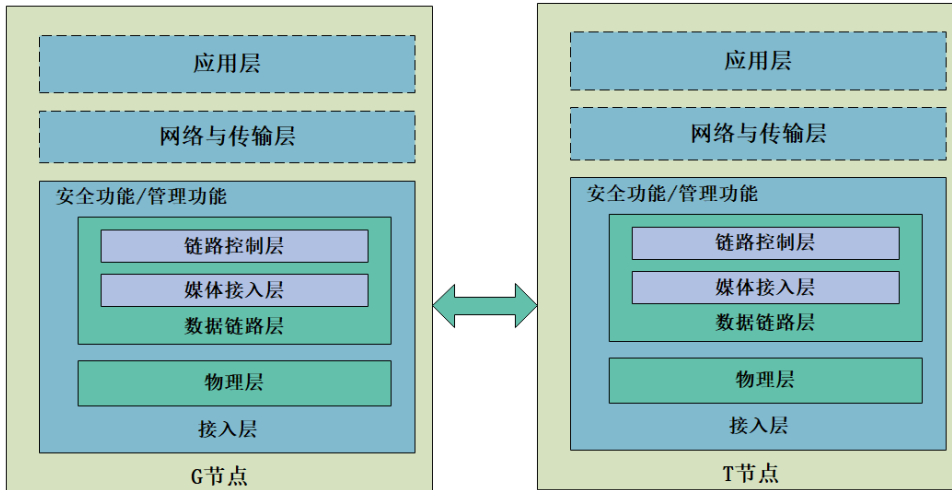 应用层
网络与传输层
安全功能/管理功能
链路控制层
媒体接入层
数据链路层
物理层
接入层
G节点
应用层
网络与传输层
安全功能/管理功能
链路控制层
媒体接入层
数据链路层
物理层
接入层
T节点